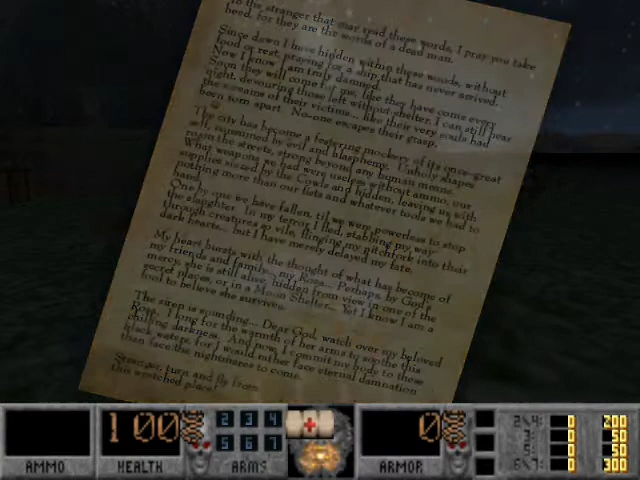 To the stranger that may read these words, I pray you take
heed, for they are the words of a dead man.
Since dawn I have hidden within these woods, without
food or rest, praying for a ship that has never arrived.
Now I know I am truly damned.
Soon they will come for me, like they have come every
night, devouring those left without shelter. I can still hear
the screams of their victims... like their very souls had
been torn apart. No-one escapes their grasp.
The city has become a festering mockery of its once-great
self, consumed by evil and blasphemy. Unholy shapes
roam the streets, strong beyond any human means.
What weapons we had were useless without ammo, our
supplies seized by the Cowls and hidden, leaving us with
nothing more than our fists and whatever tools we had to
hand.
One by one we have fallen, til we were powerless to stop
the slaughter. In my terror I fled, stabbing my way
through creatures so vile, flinging my pitchfork into their
dark hearts... but I have merely delayed my fate.
My heart bursts with the thought of what has become of
my friends and family... my Rosa... Perhaps, by God's
mercy, she is still alive, hidden from view in one of the
secret places, or in a Moon Shelter... Yet I know I am a
fool to believe she survives.
The siren is sounding... Dear God, watch over my beloved
Rosa. I long for the warmth of her arms to soothe this
chilling darkness. And now, I commit my body to these
black waters, for I would rather face eternal damnation
than face the nightmares to come.
Stranger, turn and fly from
this wretched place!
100%
0%
2 3 4
5 6 7
2%4: 0 200
3: 0 50
5: 0 50
6%7: 0 300
AMMO HEALTH ARMS ARMOR